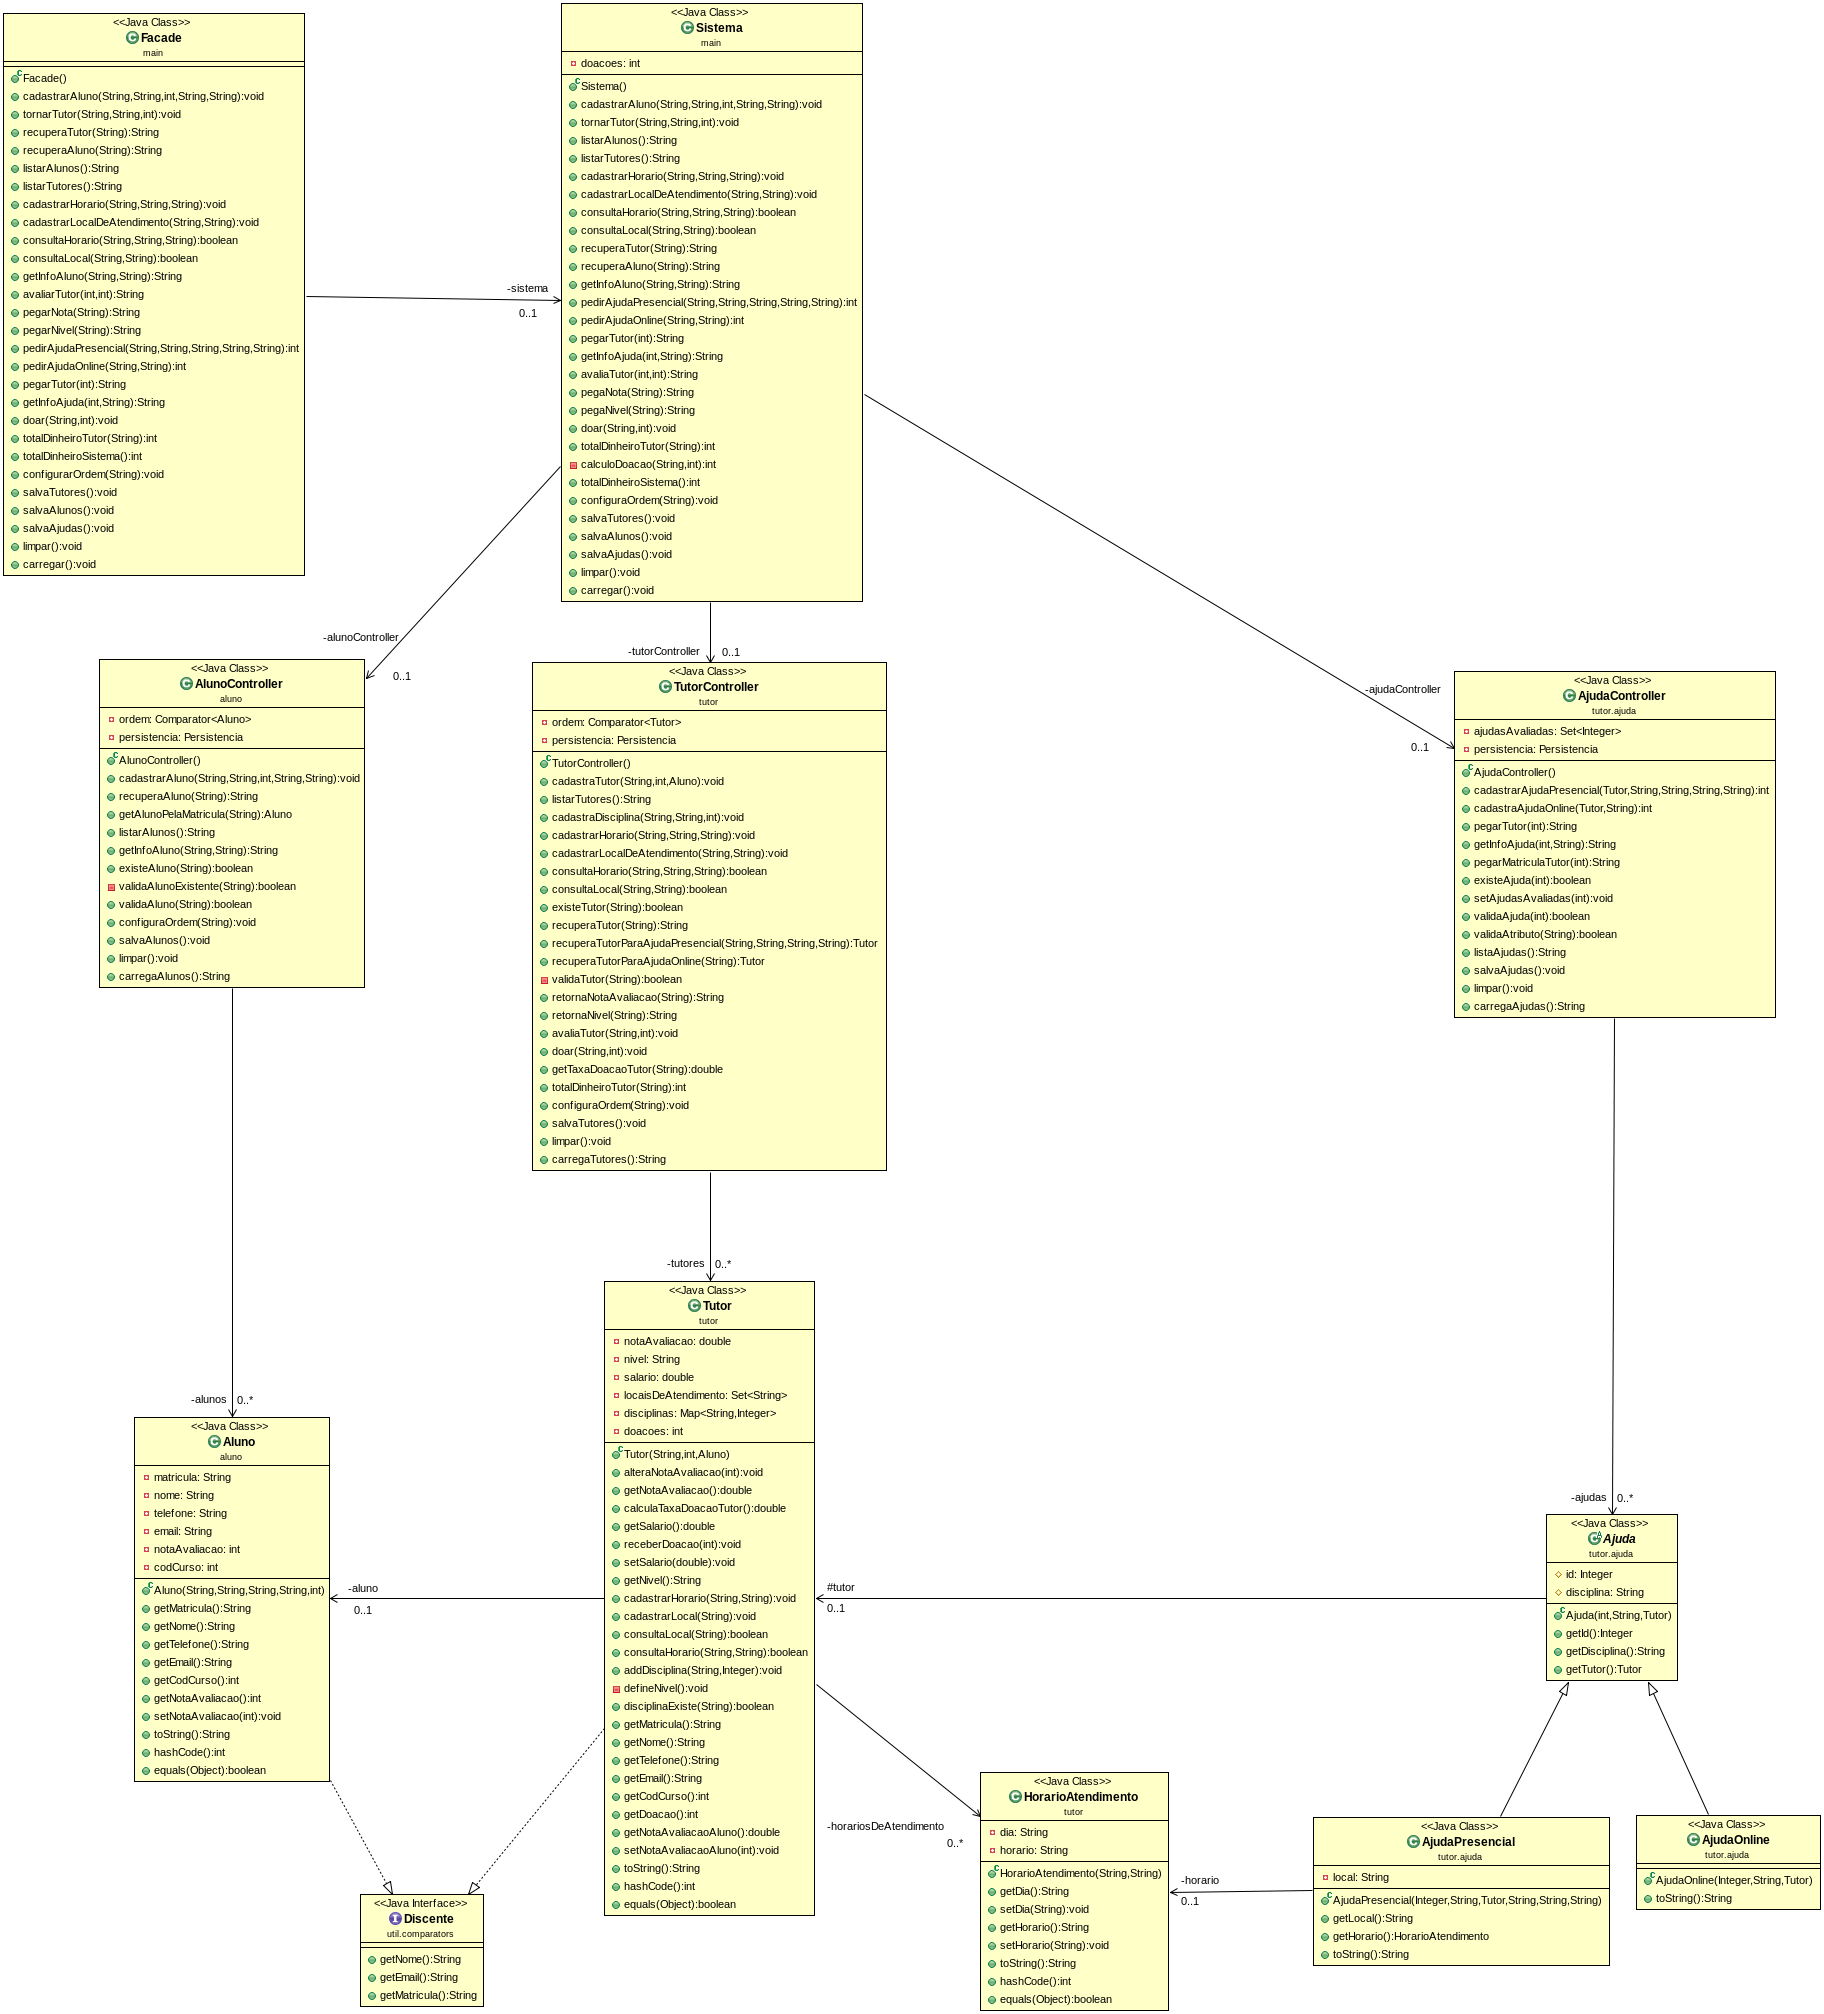 <<Java Class>>
Facade
main
Facade()
cadastrarAluno(String,String,int,String,String):void
tornarTutor(String,String,int):void
recuperaTutor(String):String
recuperaAluno(String):String
listarAlunos():String
listarTutores():String
cadastrarHorario(String,String,String):void
cadastrarLocalDeAtendimento(String,String):void
consultaHorario(String,String,String):boolean
consultaLocal(String,String):boolean
getInfoAluno(String,String):String
avaliarTutor(int,int):String
pegarNota(String):String
pegarNivel(String):String
pedirAjudaPresencial(String,String,String,String,String):int
pedirAjudaOnline(String,String):int
pegarTutor(int):String
getInfoAjuda(int,String):String
doar(String,int):void
totalDinheiroTutor(String):int
totalDinheiroSistema():int
configurarOrdem(String):void
salvaTutores():void
salvaAlunos():void
salvaAjudas():void
limpar():void
carregar():void
-sistema
0..1
<<Java Class>>
Sistema
main
doacoes: int
Sistema()
cadastrarAluno(String,String,int,String,String):void
tornarTutor(String,String,int):void
listarAlunos():String
listarTutores():String
cadastrarHorario(String,String,String):void
cadastrarLocalDeAtendimento(String,String):void
consultaHorario(String,String,String):boolean
consultaLocal(String,String):boolean
recuperaTutor(String):String
recuperaAluno(String):String
getInfoAluno(String,String):String
pedirAjudaPresencial(String,String,String,String,String):int
pedirAjudaOnline(String,String):int
pegarTutor(int):String
getInfoAjuda(int,String):String
avaliaTutor(int,int):String
pegaNota(String):String
pegaNivel(String):String
doar(String,int):void
totalDinheiroTutor(String):int
calculoDoacao(String,int):int
totalDinheiroSistema():int
configuraOrdem(String):void
salvaTutores():void
salvaAlunos():void
salvaAjudas():void
limpar():void
carregar():void
-alunoController
0..1
-tutorController
0..1
-ajudaController
0..1
<<Java Class>>
AlunoController
aluno
ordem: Comparator<Aluno>
persistencia: Persistencia
AlunoController()
cadastrarAluno(String,String,int,String,String):void
recuperaAluno(String):String
getAlunoPelaMatricula(String):Aluno
listarAlunos():String
getInfoAluno(String,String):String
existeAluno(String):boolean
validaAlunoExistente(String):boolean
validaAluno(String):boolean
configuraOrdem(String):void
salvaAlunos():void
limpar():void
carregaAlunos():String
<<Java Class>>
TutorController
tutor
ordem: Comparator<Tutor>
persistencia: Persistencia
TutorController()
cadastraTutor(String,int,Aluno):void
listarTutores():String
cadastraDisciplina(String,String,int):void
cadastrarHorario(String,String,String):void
cadastrarLocalDeAtendimento(String,String):void
consultaHorario(String,String,String):boolean
consultaLocal(String,String):boolean
existeTutor(String):boolean
recuperaTutor(String):String
recuperaTutorParaAjudaPresencial(String,String,String,String):Tutor
recuperaTutorParaAjudaOnline(String):Tutor
validaTutor(String):boolean
retornaNotaAvaliacao(String):String
retornaNivel(String):String
avaliaTutor(String,int):void
doar(String,int):void
getTaxaDoacaoTutor(String):double
totalDinheiroTutor(String):int
configuraOrdem(String):void
salvaTutores():void
limpar():void
carregaTutores():String
<<Java Class>>
AjudaController
tutor.ajuda
ajudasAvaliadas: Set<Integer>
persistencia: Persistencia
AjudaController()
cadastrarAjudaPresencial(Tutor,String,String,String,String):int
cadastraAjudaOnline(Tutor,String):int
pegarTutor(int):String
getInfoAjuda(int,String):String
pegarMatriculaTutor(int):String
existeAjuda(int):boolean
setAjudasAvaliadas(int):void
validaAjuda(int):boolean
validaAtributo(String):boolean
listaAjudas():String
salvaAjudas():void
limpar():void
carregaAjudas():String
-alunos
0..*
-tutores
0..*
-ajudas
0..*
<<Java Class>>
Aluno
aluno
matricula: String
nome: String
telefone: String
email: String
notaAvaliacao: int
codCurso: int
Aluno(String,String,String,String,int)
getMatricula():String
getNome():String
getTelefone():String
getEmail():String
getCodCurso():int
getNotaAvaliacao():int
setNotaAvaliacao(int):void
toString():String
hashCode():int
equals(Object):boolean
-aluno
0..1
<<Java Class>>
Tutor
tutor
notaAvaliacao: double
nivel: String
salario: double
locaisDeAtendimento: Set<String>
disciplinas: Map<String,Integer>
doacoes: int
Tutor(String,int,Aluno)
alteraNotaAvaliacao(int):void
getNotaAvaliacao():double
calculaTaxaDoacaoTutor():double
getSalario():double
receberDoacao(int):void
setSalario(double):void
getNivel():String
cadastrarHorario(String,String):void
cadastrarLocal(String):void
consultaLocal(String):boolean
consultaHorario(String,String):boolean
addDisciplina(String,Integer):void
defineNivel():void
disciplinaExiste(String):boolean
getMatricula():String
getNome():String
getTelefone():String
getEmail():String
getCodCurso():int
getDoacao():int
getNotaAvaliacaoAluno():double
setNotaAvaliacaoAluno(int):void
toString():String
hashCode():int
equals(Object):boolean
#tutor
0..1
<<Java Class>>
Ajuda
tutor.ajuda
id: Integer
disciplina: String
Ajuda(int,String,Tutor)
getId():Integer
getDisciplina():String
getTutor():Tutor
-horariosDeAtendimento
0..*
<<Java Class>>
HorarioAtendimento
tutor
dia: String
horario: String
HorarioAtendimento(String,String)
getDia():String
setDia(String):void
getHorario():String
setHorario(String):void
toString():String
hashCode():int
equals(Object):boolean
-horario
0..1
<<Java Class>>
AjudaPresencial
tutor.ajuda
local: String
AjudaPresencial(Integer,String,Tutor,String,String,String)
getLocal():String
getHorario():HorarioAtendimento
toString():String
<<Java Class>>
AjudaOnline
tutor.ajuda
AjudaOnline(Integer,String,Tutor)
toString():String
<<Java Interface>>
Discente
util.comparators
getNome():String
getEmail():String
getMatricula():String